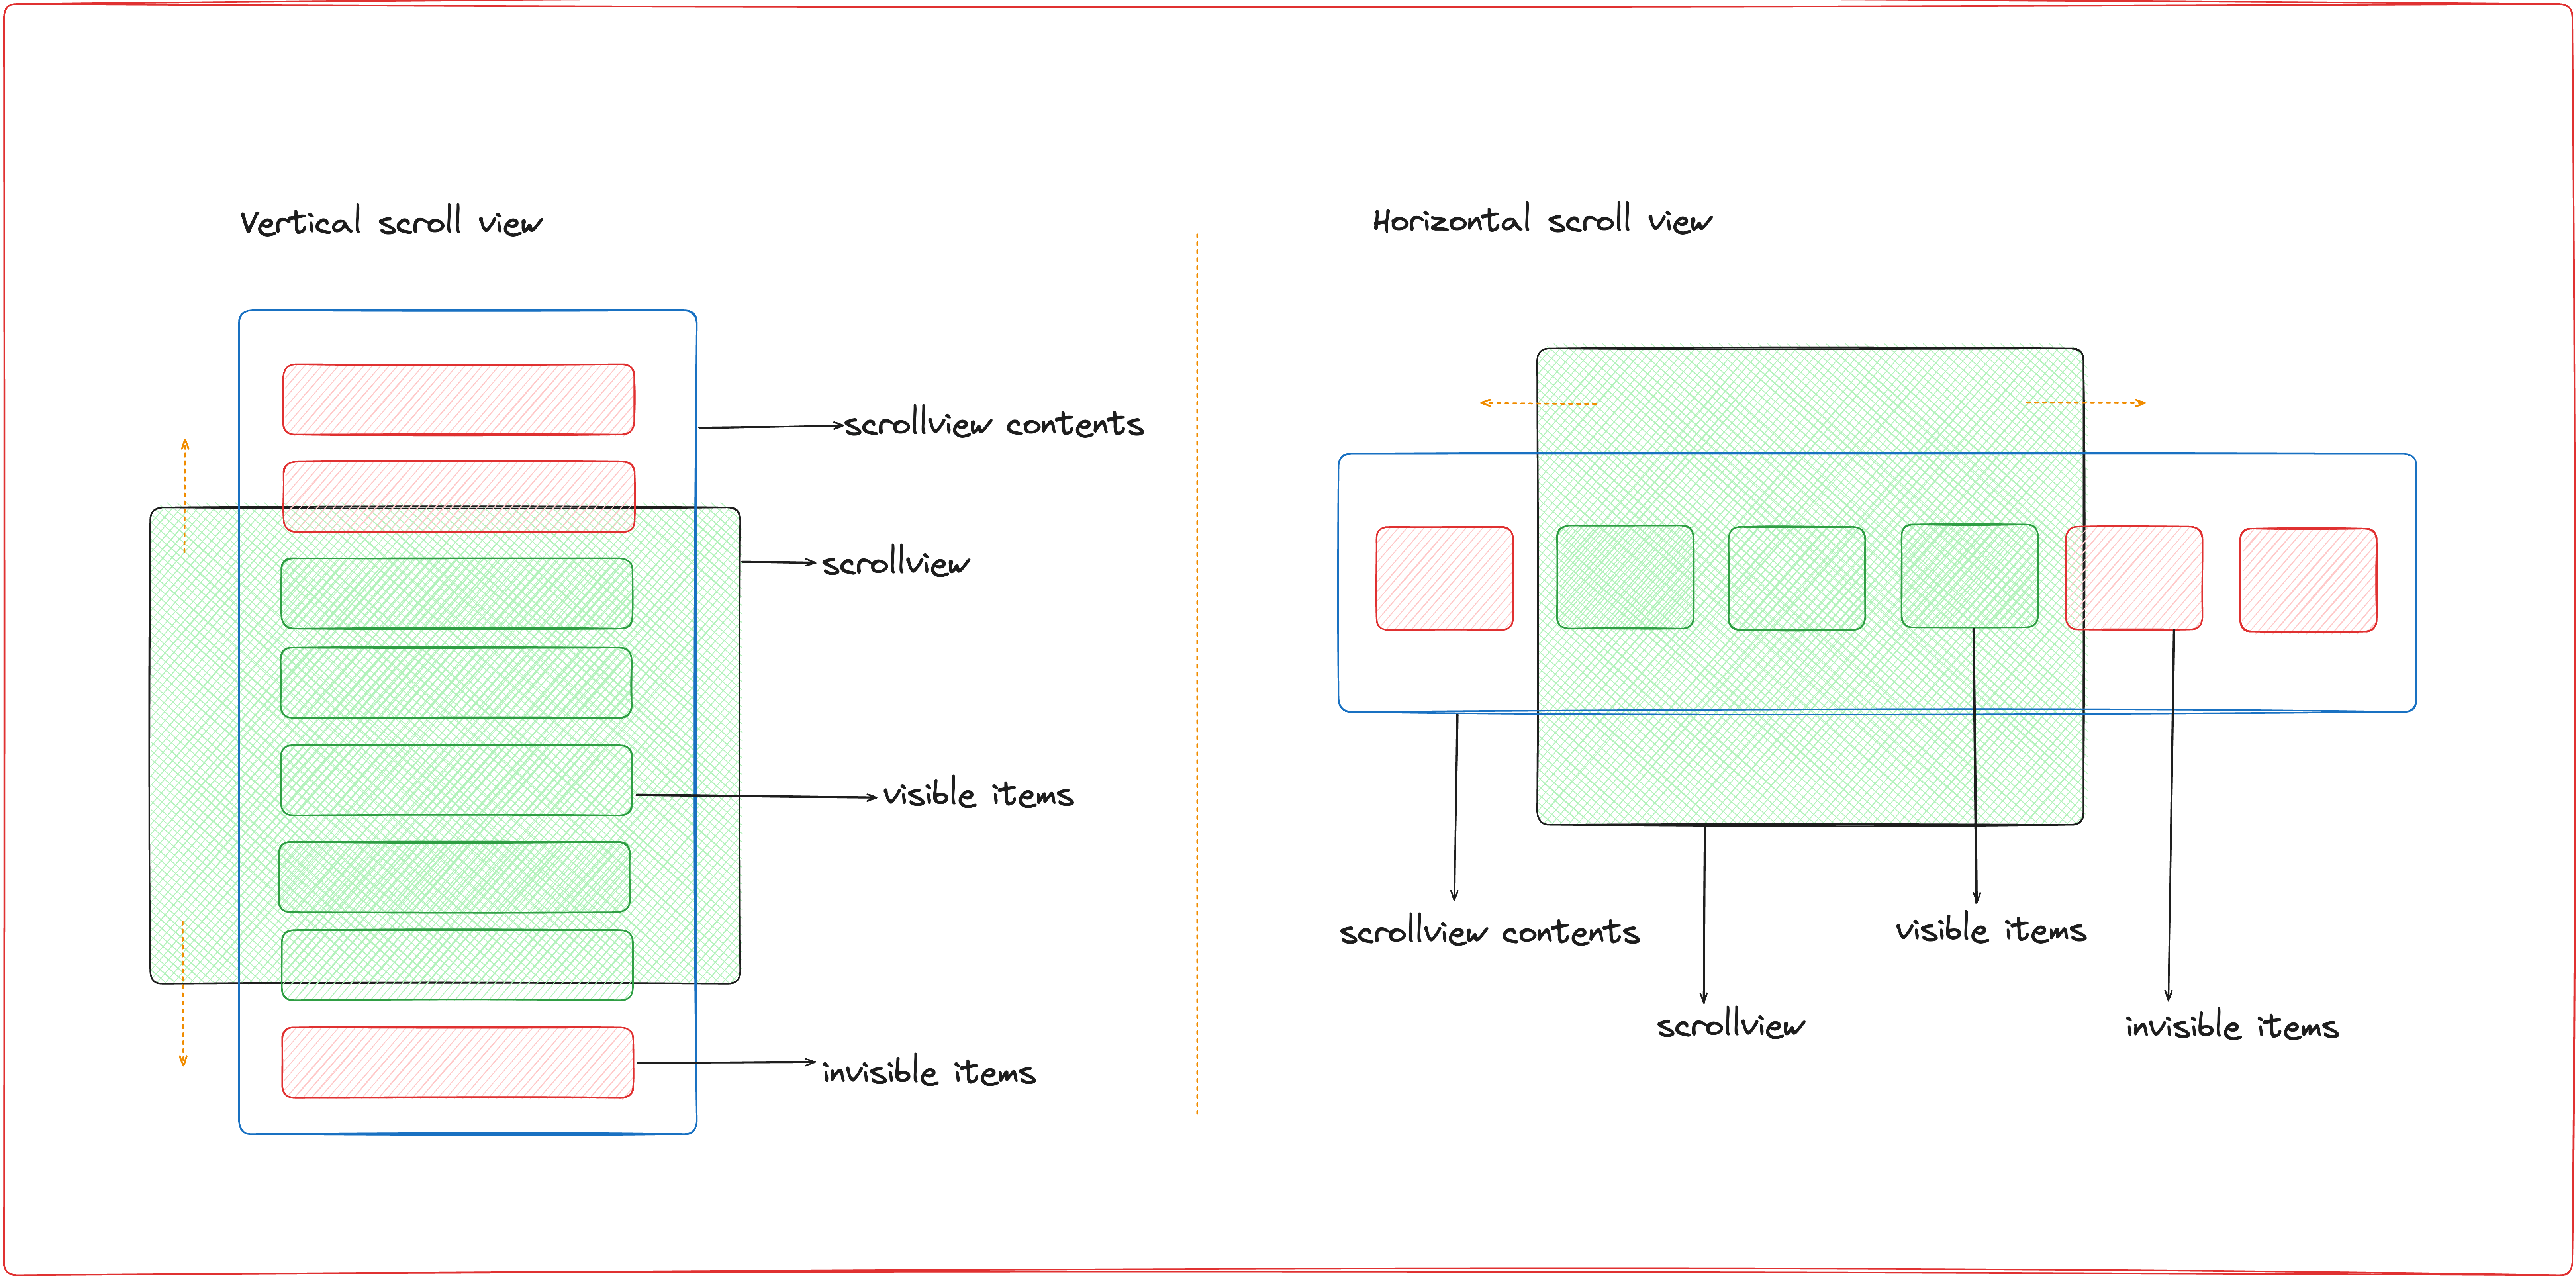 Vertical scroll view
scrollview contents
scrollview
visible items
invisible items
Horizontal scroll view
scrollview contents
visible items
scrollview
invisible items